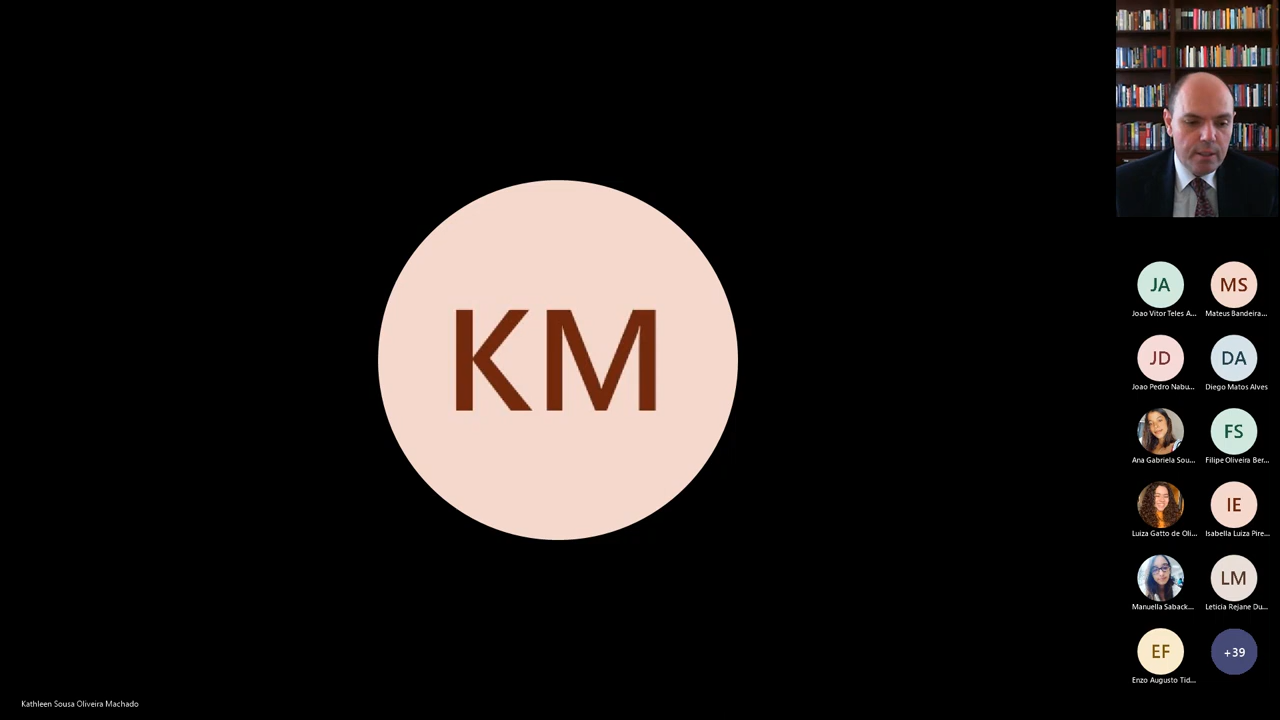 KM
Kathleen Sousa Oliveira Machado
JA
MS
Joao Vitor Teles A...
Mateus Bandeira...
JD
DA
Joao Pedro Nabu...
Diego Matos Alves
FS
Ana Gabriela Sou...
Filipe Oliveira Ber...
IE
Luiza Gatto de Oli...
Isabella Luiza Pire...
LM
Manuella Saback...
Leticia Rejane Du...
EF
+39
Enzo Augusto Tid...